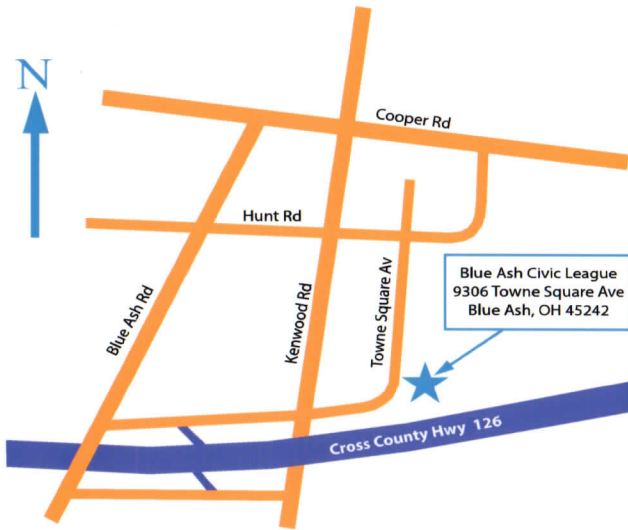 N
Cooper Rd
Hunt Rd
Blue Ash Rd
Kenwood Rd
Towne Square Av
Blue Ash Civic League
9306 Towne Square Ave
Blue Ash, OH 45242
Cross County Hwy 126